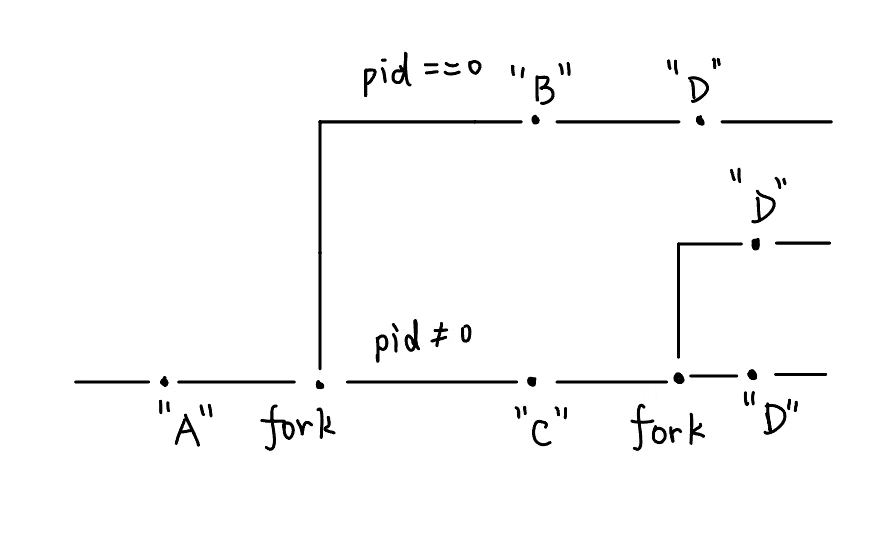 pid == 0 "B" "D"
"D"
pid ≠ 0
"A" fork "C" fork "D"